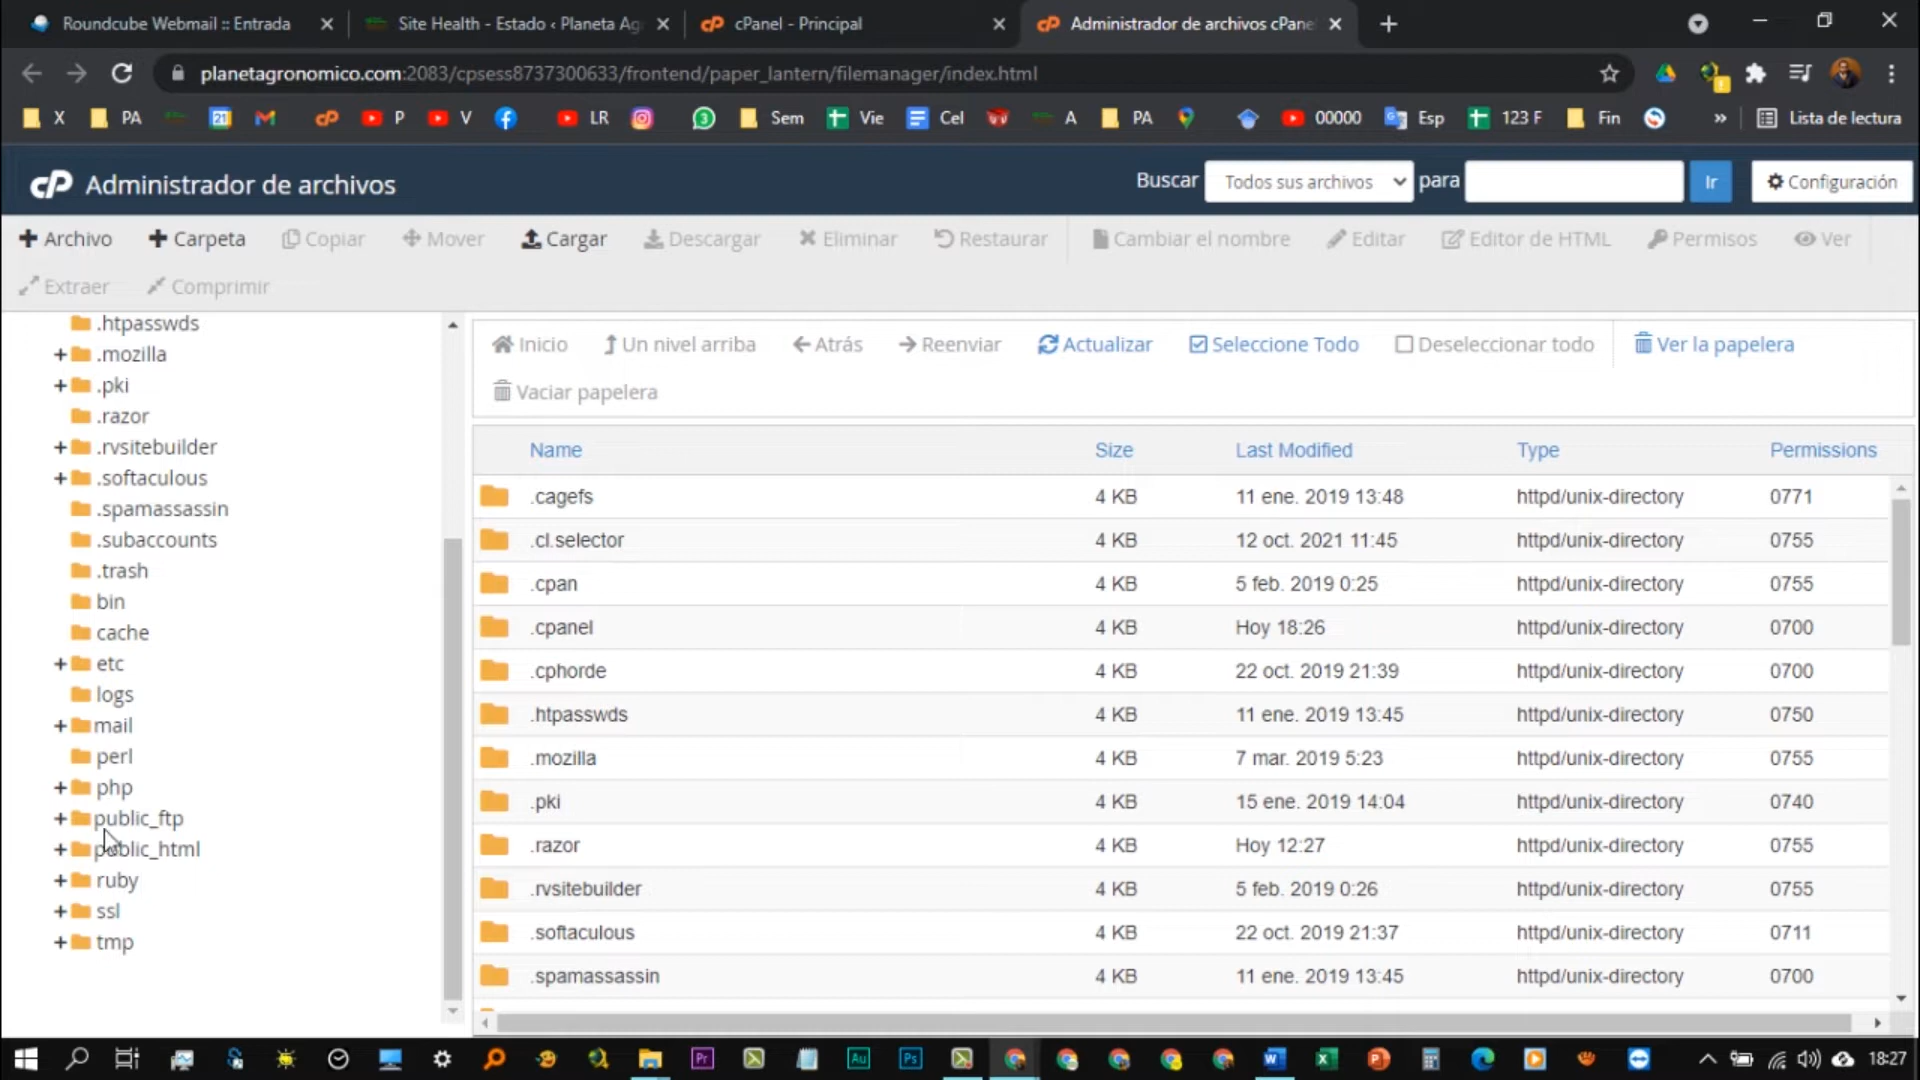 Roundcube Webmail :: Entrada
Site Health - Estado ‹ Planeta Ag
cPanel - Principal
Administrador de archivos cPane
planetagronomico.com:2083/cpsess8737300633/frontend/paper_lantern/filemanager/index.html
X PA P V LR Sem Vie Cel A PA 00000 Esp 123 F Fin » Lista de lectura
cP Administrador de archivos
Buscar Todos sus archivos para Ir Configuración
Archivo Carpeta Copiar Mover Cargar Descargar Eliminar Restaurar Cambiar el nombre Editar Editor de HTML Permisos Ver
Extraer Comprimir
.htpasswds
.mozilla
.pki
.razor
.rvsitebuilder
.softaculous
.spamassassin
.subaccounts
.trash
bin
cache
etc
logs
mail
perl
php
public_ftp
public_html
ruby
ssl
tmp
Inicio Un nivel arriba Atrás Reenviar Actualizar Seleccione Todo Deseleccionar todo Ver la papelera
Vaciar papelera
Name Size Last Modified Type Permissions
.cagefs 4 KB 11 ene. 2019 13:48 httpd/unix-directory 0771
.cl.selector 4 KB 12 oct. 2021 11:45 httpd/unix-directory 0755
.cpan 4 KB 5 feb. 2019 0:25 httpd/unix-directory 0755
.cpanel 4 KB Hoy 18:26 httpd/unix-directory 0700
.cphorde 4 KB 22 oct. 2019 21:39 httpd/unix-directory 0700
.htpasswds 4 KB 11 ene. 2019 13:45 httpd/unix-directory 0750
.mozilla 4 KB 7 mar. 2019 5:23 httpd/unix-directory 0755
.pki 4 KB 15 ene. 2019 14:04 httpd/unix-directory 0740
.razor 4 KB Hoy 12:27 httpd/unix-directory 0755
.rvsitebuilder 4 KB 5 feb. 2019 0:26 httpd/unix-directory 0755
.softaculous 4 KB 22 oct. 2019 21:37 httpd/unix-directory 0711
.spamassassin 4 KB 11 ene. 2019 13:45 httpd/unix-directory 0700
Pr Au Ps 18:27